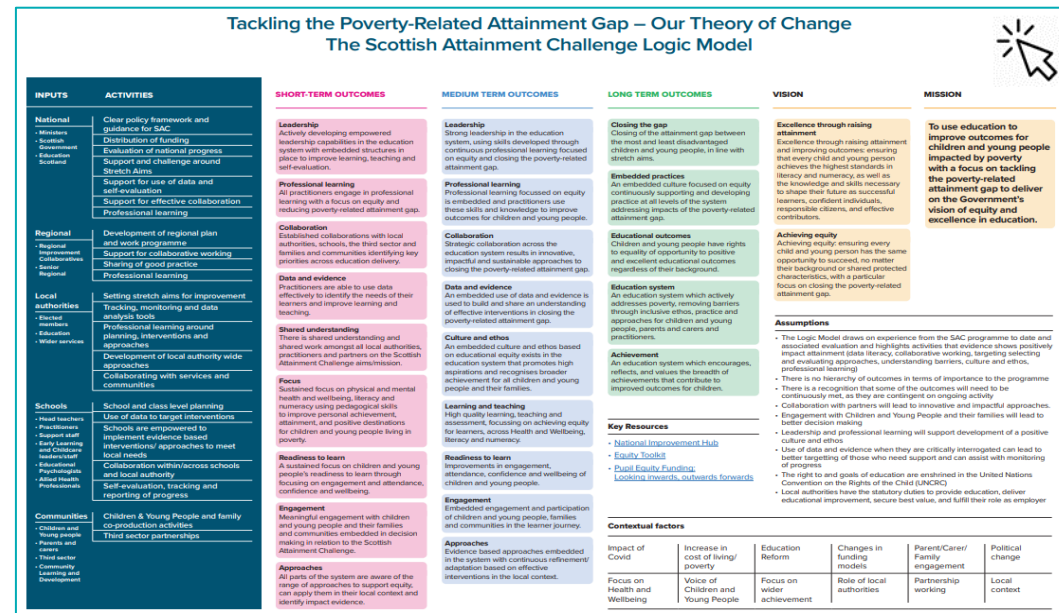 Tackling the Poverty-Related Attainment Gap – Our Theory of Change
The Scottish Attainment Challenge Logic Model
INPUTS
ACTIVITIES
National
• Ministers
• Scottish
Government
• Education
Scotland
Clear policy framework and
guidance for SAC
Distribution of funding
Evaluation of national progress
Support and challenge around
Stretch Aims
Support for use of data and
self-evaluation
Support for effective collaboration
Professional learning
Regional
• Regional
Improvement
Collaboratives
• Senior
Regional
Development of regional plan
and work programme
Support for collaborative working
Sharing of good practice
Professional learning
Local
authorities
• Elected
members
• Education
• Wider services
Setting stretch aims for improvement
Tracking, monitoring and data
analysis tools
Professional learning around
planning, interventions and
approaches
Development of local authority wide
approaches
Collaborating with services and
communities
Schools
• Head teachers
• Practitioners
• Support staff
• Early Learning
and Childcare
leaders/staff
• Educational
Psychologists
• Allied Health
Professionals
School and class level planning
Use of data to target interventions
Schools are empowered to
implement evidence based
interventions/ approaches to meet
local needs
Collaboration within/across schools
and local authority
Self-evaluation, tracking and
reporting of progress
Communities
• Children and
Young people
• Parents and
carers
• Third sector
• Community
Learning and
Development
Children & Young People and family
co-production activities
Third sector partnerships
SHORT-TERM OUTCOMES
Leadership
Actively developing empowered
leadership capabilities in the education
system with embedded structures in
place to improve learning, teaching and
self-evaluation.
Professional learning
All practitioners engage in professional
learning with a focus on equity and
reducing poverty-related attainment gap.
Collaboration
Established collaborations with local
authorities, schools, the third sector and
families and communities identifying key
priorities across education delivery.
Data and evidence
Practitioners are able to use data
effectively to identify the needs of their
learners and improve learning and
teaching.
Shared understanding
There is shared understanding and
shared work amongst all local authorities,
practitioners and partners on the Scottish
Attainment Challenge aims/mission.
Focus
Sustained focus on physical and mental
health and wellbeing, literacy and
numeracy using pedagogical skills
to improve personal achievement,
attainment, and positive destinations
for children and young people living in
poverty.
Readiness to learn
A sustained focus on children and young
people's readiness to learn through
focusing on engagement and attendance,
confidence and wellbeing.
Engagement
Meaningful engagement with children
and young people and their families
and communities embedded in decision
making in relation to the Scottish
Attainment Challenge.
Approaches
All parts of the system are aware of the
range of approaches to support equity,
can apply them in their local context and
identify impact evidence.
MEDIUM TERM OUTCOMES
Leadership
Strong leadership in the education
system, using skills developed through
continuous professional learning focused
on equity and closing the poverty-related
attainment gap.
Professional learning
Professional learning focussed on equity
is embedded and practitioners use
these skills and knowledge to improve
outcomes for children and young people.
Collaboration
Strategic collaboration across the
education system results in innovative,
impactful and sustainable approaches to
closing the poverty-related attainment gap.
Data and evidence
An embedded use of data and evidence is
used to build and share an understanding
of effective interventions in closing the
poverty-related attainment gap.
Culture and ethos
An embedded culture and ethos based
on educational equity exists in the
education system that promotes high
aspirations and recognises broader
achievement for all children and young
people and their families.
Learning and teaching
High quality learning, teaching and
assessment, focussing on achieving equity
for learners, across Health and Wellbeing,
literacy and numeracy.
Readiness to learn
Improvements in engagement,
attendance, confidence and wellbeing of
children and young people.
Engagement
Embedded engagement and participation
of children and young people, families
and communities in the learner journey.
Approaches
Evidence based approaches embedded
in the system with continuous refinement/
adaptation based on effective
interventions in the local context.
LONG TERM OUTCOMES
Closing the gap
Closing of the attainment gap between
the most and least disadvantaged
children and young people, in line with
stretch aims.
Embedded practices
An embedded culture focused on equity
continuously supporting and developing
practice at all levels of the system
addressing impacts of the poverty-related
attainment gap.
Educational outcomes
Children and young people have rights
to equality of opportunity to positive
and excellent educational outcomes
regardless of their background.
Education system
An education system which actively
addresses poverty, removing barriers
through inclusive ethos, practice and
approaches for children and young
people, parents and carers and
practitioners.
Achievement
An education system which encourages,
reflects, and values the breadth of
achievements that contribute to
improved outcomes for children.
Key Resources
• National Improvement Hub
• Equity Toolkit
• Pupil Equity Funding:
Looking inwards, outwards forwards
VISION
Excellence through raising
attainment
Excellence through raising attainment
and improving outcomes: ensuring
that every child and young person
achieves the highest standards in
literacy and numeracy, as well as
the knowledge and skills necessary
to shape their future as successful
learners, confident individuals,
responsible citizens, and effective
contributors.
Achieving equity
Achieving equity: ensuring every
child and young person has the same
opportunity to succeed, no matter
their background or shared protected
characteristics, with a particular
focus on closing the poverty-related
attainment gap.
MISSION
To use education to
improve outcomes for
children and young people
impacted by poverty
with a focus on tackling
the poverty-related
attainment gap to deliver
on the Government's
vision of equity and
excellence in education.
Assumptions
• The Logic Model draws on experience from the SAC programme to date and
associated evaluation and highlights activities that evidence shows positively
impact attainment (data literacy, collaborative working, targeting selecting
and evaluating approaches, understanding barriers, culture and ethos,
professional learning)
• There is no hierarchy of outcomes in terms of importance to the programme
• There is a recognition that some of the outcomes will need to be
continuously met, as they are contingent on ongoing activity
• Collaboration with partners will lead to innovative and impactful approaches.
• Engagement with Children and Young People and their families will lead to
better decision making
• Leadership and professional learning will support development of a positive
culture and ethos
• Use of data and evidence when they are critically interrogated can lead to
better targetting of those who need support and can assist with monitoring
of progress
• The right to and goals of education are enshrined in the United Nations
Convention on the Rights of the Child (UNCRC)
• Local authorities have the statutory duties to provide education, deliver
educational improvement, secure best value, and fulfil their role as employer
Contextual factors
Impact of
Covid
Increase in
cost of living/
poverty
Education
Reform
Changes in
funding
models
Parent/Carer/
Family
engagement
Political
change
Focus on
Health and
Wellbeing
Voice of
Children and
Young People
Focus on
wider
achievement
Role of local
authorities
Partnership
working
Local
context